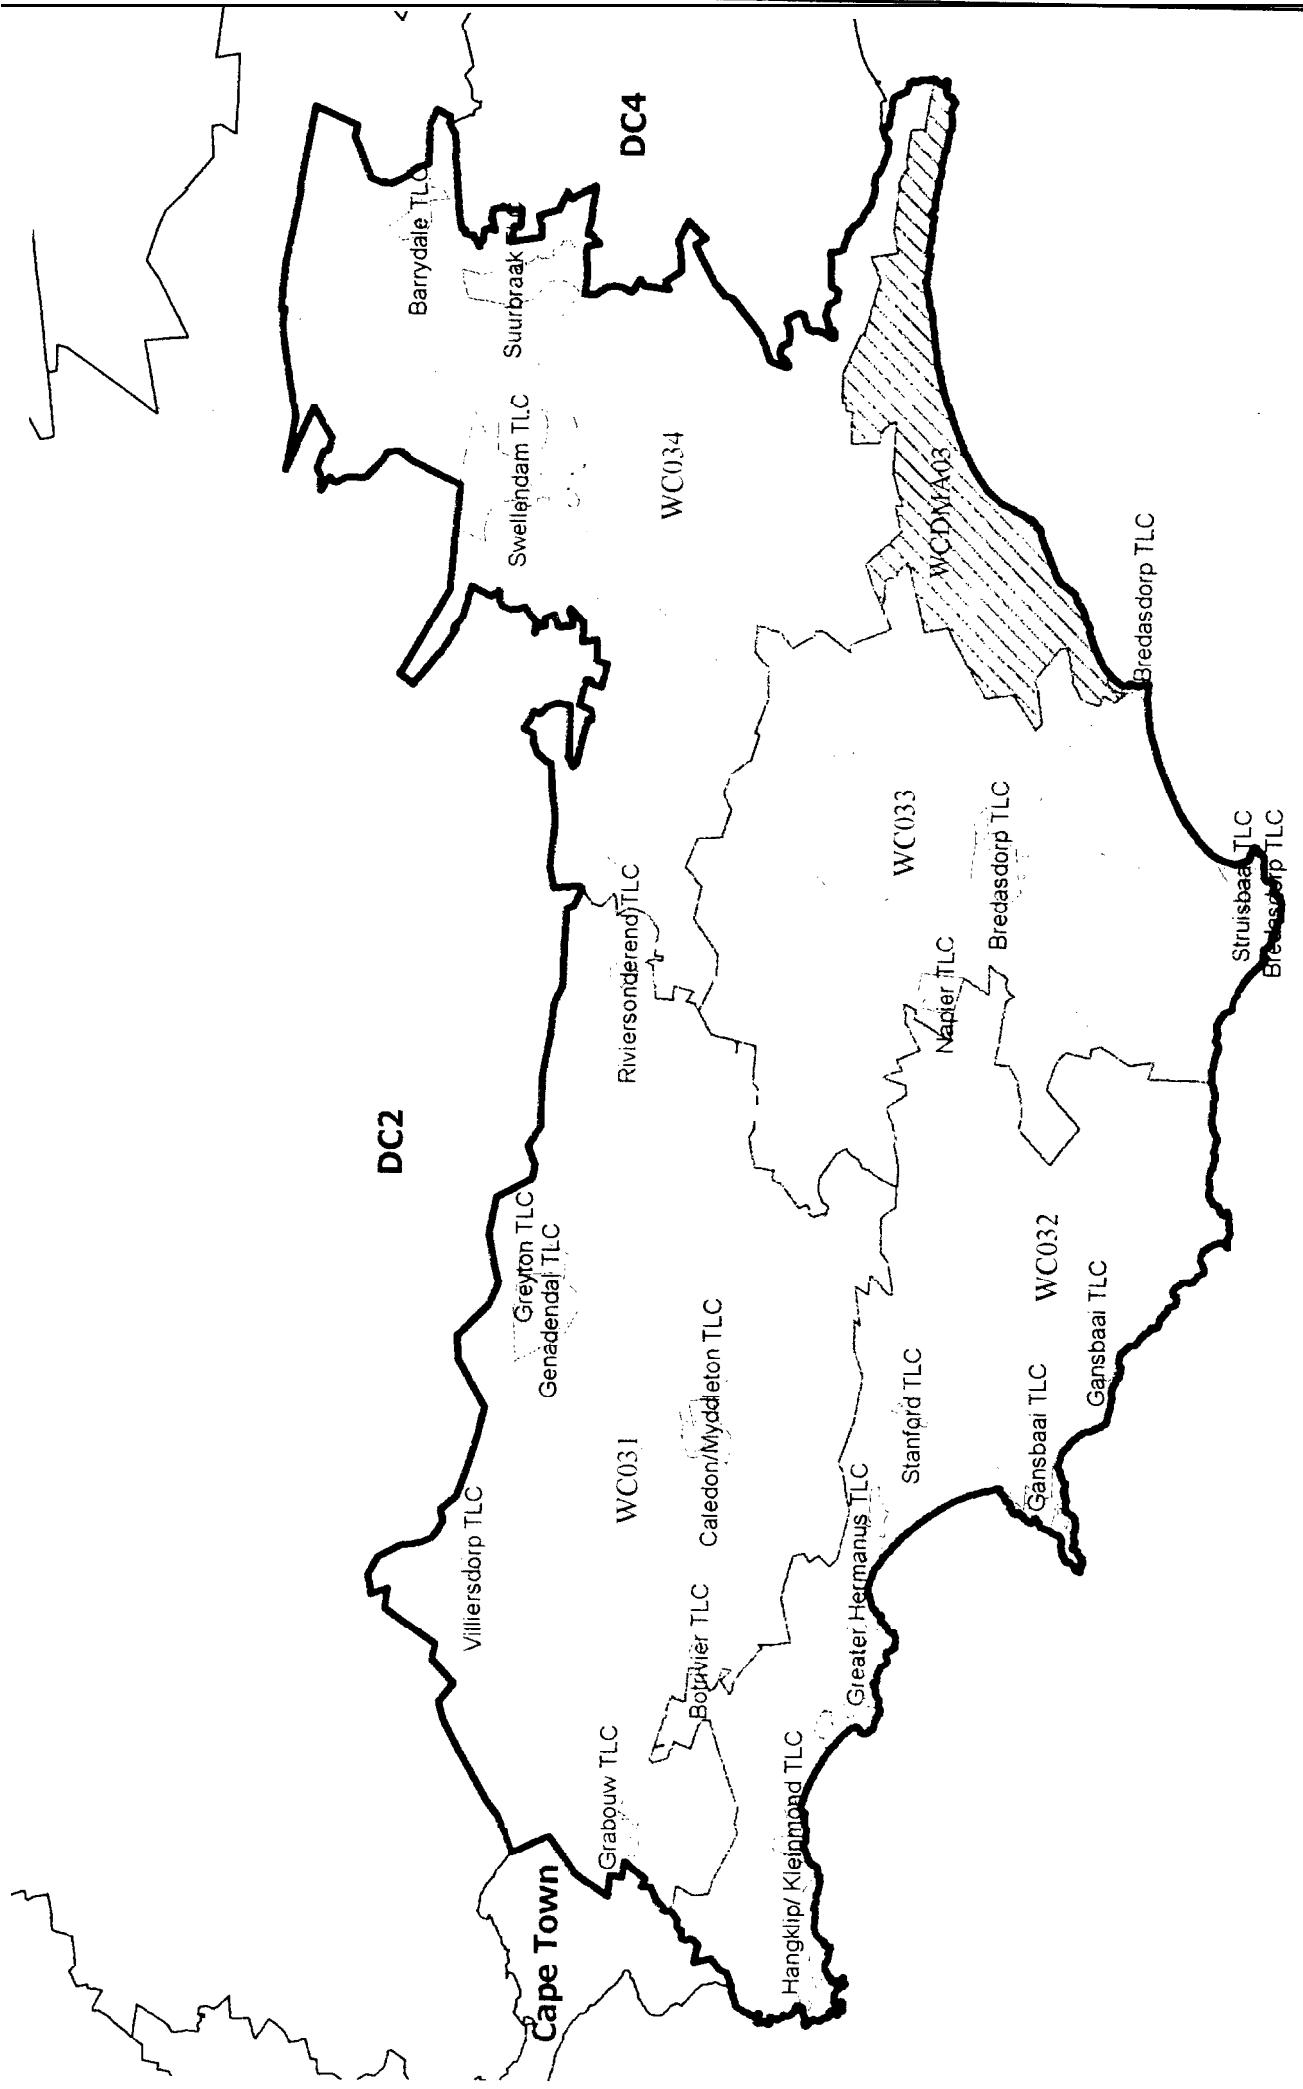 DC2
DC4
Cape Town
Barrydale TLC
Suurbraak
Swellendam TLC
WC034
WCDMA03
Bredasdorp TLC
Riviersonderend TLC
WC033
Bredasdorp TLC
Napier TLC
Struisbaai TLC
Bredasdorp TLC
Greyton TLC
Genadendal TLC
Villiersdorp TLC
WC031
Caledon/Myddleton TLC
WC032
Gansbaai TLC
Gansbaai TLC
Stanford TLC
Greater Hermanus TLC
Botrivier TLC
Grabouw TLC
Hangklip/ Kleinmond TLC